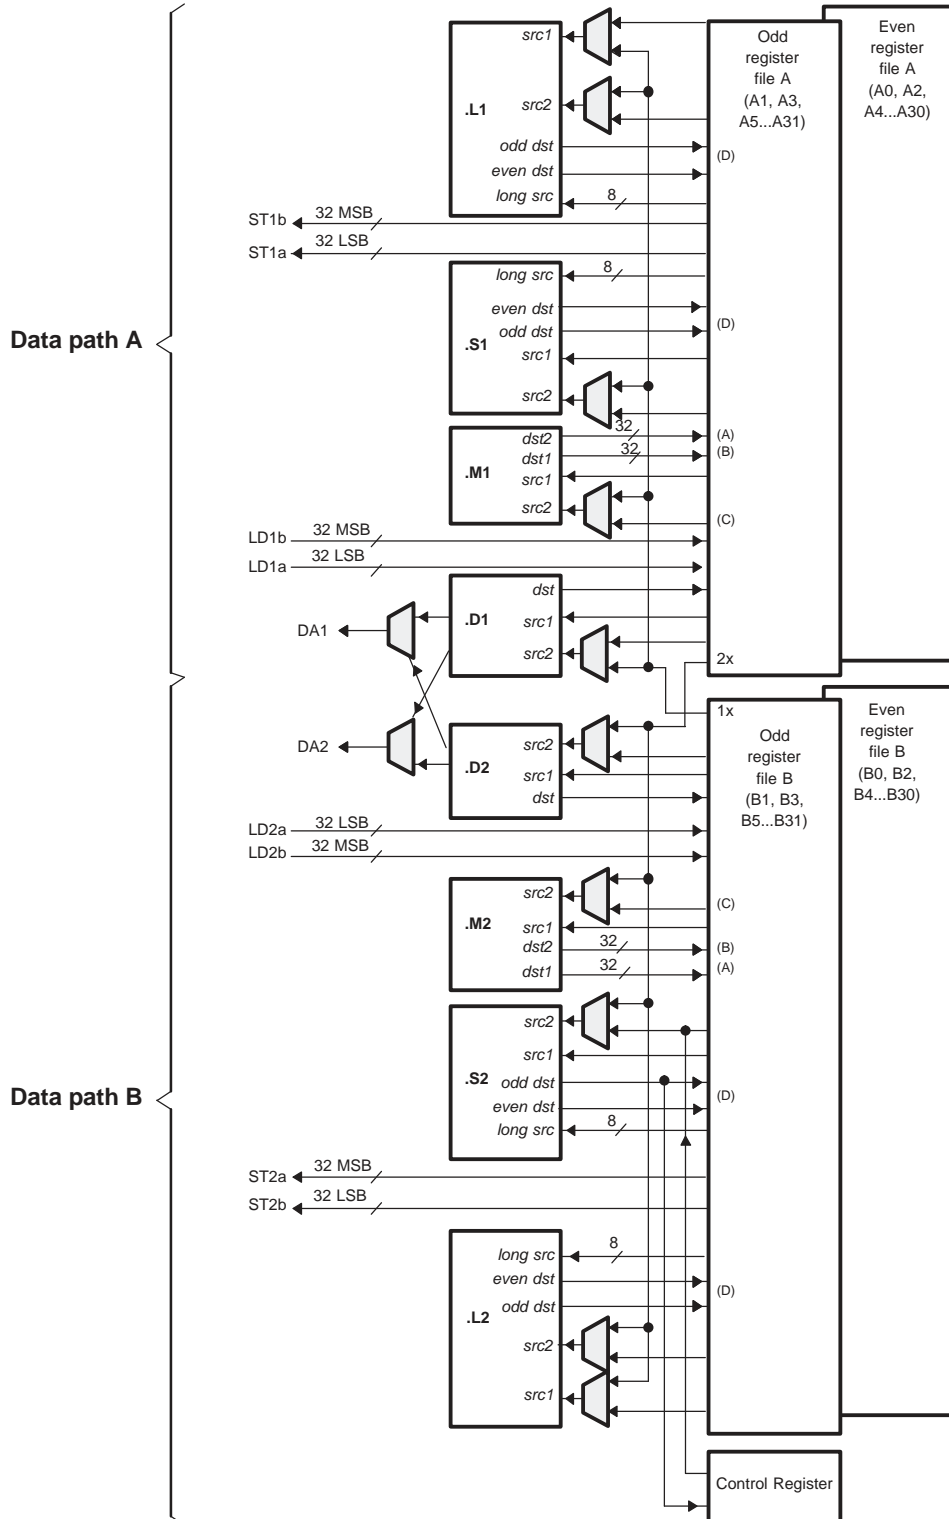 Data path A
Data path B
src1
.L1
src2
odd dst
even dst
long src
8
ST1b
32 MSB
ST1a
32 LSB
long src
8
even dst
odd dst
.S1
src1
src2
32
dst2
dst1
32
.M1
src1
src2
LD1b
32 MSB
LD1a
32 LSB
dst
.D1
src1
src2
DA1
DA2
src2
.D2
src1
dst
LD2a
32 LSB
LD2b
32 MSB
src2
.M2
src1
dst2
32
dst1
32
src2
src1
.S2
odd dst
even dst
long src
8
ST2a
32 MSB
ST2b
32 LSB
long src
8
even dst
odd dst
.L2
src2
src1
Odd
register
file A
(A1, A3,
A5...A31)
(D)
(D)
(A)
(B)
(C)
2x
Even
register
file A
(A0, A2,
A4...A30)
1x
Odd
register
file B
(B1, B3,
B5...B31)
(C)
(B)
(A)
(D)
(D)
Even
register
file B
(B0, B2,
B4...B30)
Control Register